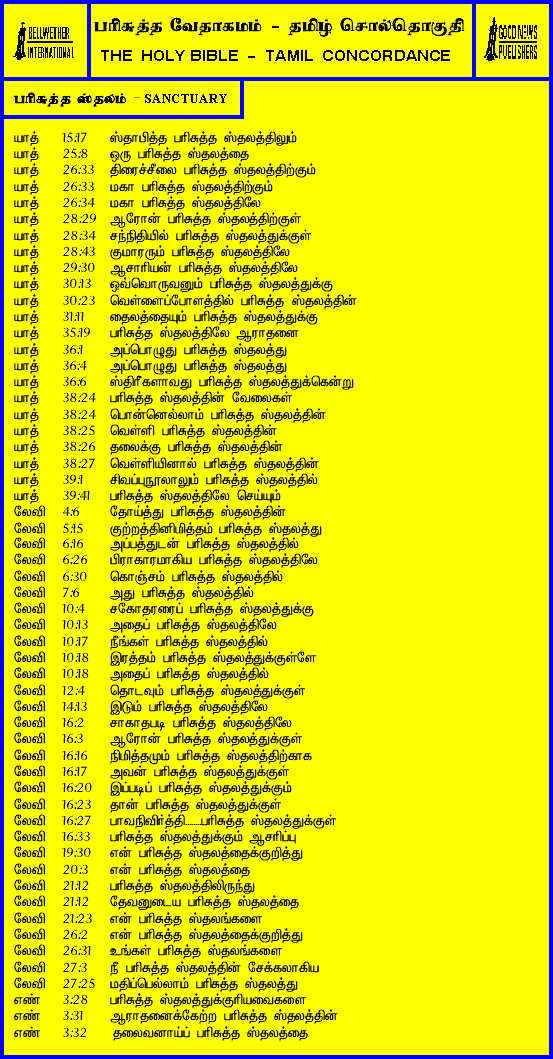 BELLWETHER INTERNATIONAL
பரிசுத்த வேதாகமம் - தமிழ் சொல்தொகுதி
THE HOLY BIBLE - TAMIL CONCORDANCE
GOOD NEWS PUBLISHERS
பரிசுத்த ஸ்தலம் - SANCTUARY
யாத் 15:17 ஸ்தாபித்த பரிசுத்த ஸ்தலத்திலும்
யாத் 25:8 ஒரு பரிசுத்த ஸ்தலத்தை
யாத் 26:33 திரைச்சீலை பரிசுத்த ஸ்தலத்திற்கும்
யாத் 26:33 மகா பரிசுத்த ஸ்தலத்திற்கும்
யாத் 26:34 மகா பரிசுத்த ஸ்தலத்திலே
யாத் 28:29 ஆரோன் பரிசுத்த ஸ்தலத்திற்குள்
யாத் 28:34 சந்நிதியில் பரிசுத்த ஸ்தலத்துக்குள்
யாத் 28:43 குமாரரும் பரிசுத்த ஸ்தலத்திலே
யாத் 29:30 ஆசாரியன் பரிசுத்த ஸ்தலத்திலே
யாத் 30:13 ஒவ்வொருவனும் பரிசுத்த ஸ்தலத்துக்கு
யாத் 30:23 வெள்ளைப்போளத்தில் பரிசுத்த ஸ்தலத்தின்
யாத் 31:11 தைலத்தையும் பரிசுத்த ஸ்தலத்துக்கு
யாத் 35:19 பரிசுத்த ஸ்தலத்திலே ஆராதனை
யாத் 36:1 அப்பொழுது பரிசுத்த ஸ்தலத்து
யாத் 36:4 அப்பொழுது பரிசுத்த ஸ்தலத்து
யாத் 36:6 ஸ்திரீகளாவது பரிசுத்த ஸ்தலத்துக்கென்று
யாத் 38:24 பரிசுத்த ஸ்தலத்தின் வேலைகள்
யாத் 38:24 பொன்னெல்லாம் பரிசுத்த ஸ்தலத்தின்
யாத் 38:25 வெள்ளி பரிசுத்த ஸ்தலத்தின்
யாத் 38:26 தலைக்கு பரிசுத்த ஸ்தலத்தின்
யாத் 38:27 வெள்ளியினால் பரிசுத்த ஸ்தலத்தின்
யாத் 39:1 சிவப்புநூலாலும் பரிசுத்த ஸ்தலத்தில்
யாத் 39:41 பரிசுத்த ஸ்தலத்திலே செய்யும்
லேவி 4:6 தோய்த்து பரிசுத்த ஸ்தலத்தின்
லேவி 5:15 குற்றத்தினிமித்தம் பரிசுத்த ஸ்தலத்து
லேவி 6:16 அப்பத்துடன் பரிசுத்த ஸ்தலத்தில்
லேவி 6:26 பிராகாரமாகிய பரிசுத்த ஸ்தலத்திலே
லேவி 6:30 கொஞ்சம் பரிசுத்த ஸ்தலத்தில்
லேவி 7:6 அது பரிசுத்த ஸ்தலத்தில்
லேவி 10:4 சகோதரரைப் பரிசுத்த ஸ்தலத்துக்கு
லேவி 10:13 அதைப் பரிசுத்த ஸ்தலத்திலே
லேவி 10:17 நீங்கள் பரிசுத்த ஸ்தலத்தில்
லேவி 10:18 இரத்தம் பரிசுத்த ஸ்தலத்துக்குள்ளே
லேவி 10:18 அதைப் பரிசுத்த ஸ்தலத்தில்
லேவி 12:4 தொடவும் பரிசுத்த ஸ்தலத்துக்குள்
லேவி 14:13 இடும் பரிசுத்த ஸ்தலத்திலே
லேவி 16:2 சாகாதபடி பரிசுத்த ஸ்தலத்திலே
லேவி 16:3 ஆரோன் பரிசுத்த ஸ்தலத்துக்குள்
லேவி 16:16 நிமித்தமும் பரிசுத்த ஸ்தலத்திற்காக
லேவி 16:17 அவன் பரிசுத்த ஸ்தலத்துக்குள்
லேவி 16:20 இப்படிப் பரிசுத்த ஸ்தலத்துக்கும்
லேவி 16:23 தான் பரிசுத்த ஸ்தலத்துக்குள்
லேவி 16:27 பாவநிவிர்த்தி.......பரிசுத்த ஸ்தலத்துக்குள்
லேவி 16:33 பரிசுத்த ஸ்தலத்துக்கும் ஆசரிப்பு
லேவி 19:30 என் பரிசுத்த ஸ்தலத்தைக்குறித்து
லேவி 20:3 என் பரிசுத்த ஸ்தலத்தை
லேவி 21:12 பரிசுத்த ஸ்தலத்திலிருந்து
லேவி 21:12 தேவனுடைய பரிசுத்த ஸ்தலத்தை
லேவி 21:23 என் பரிசுத்த ஸ்தலங்களை
லேவி 26:2 என் பரிசுத்த ஸ்தலத்தைக்குறித்து
லேவி 26:31 உங்கள் பரிசுத்த ஸ்தலங்களை
லேவி 27:3 நீ பரிசுத்த ஸ்தலத்தின் சேக்கலாகிய
லேவி 27:25 மதிப்பெல்லாம் பரிசுத்த ஸ்தலத்து
எண் 3:28 பரிசுத்த ஸ்தலத்துக்குரியவைகளை
எண் 3:31 ஆராதனைக்கேற்ற பரிசுத்த ஸ்தலத்தின்
எண் 3:32 தலைவனாய்ப் பரிசுத்த ஸ்தலத்தை